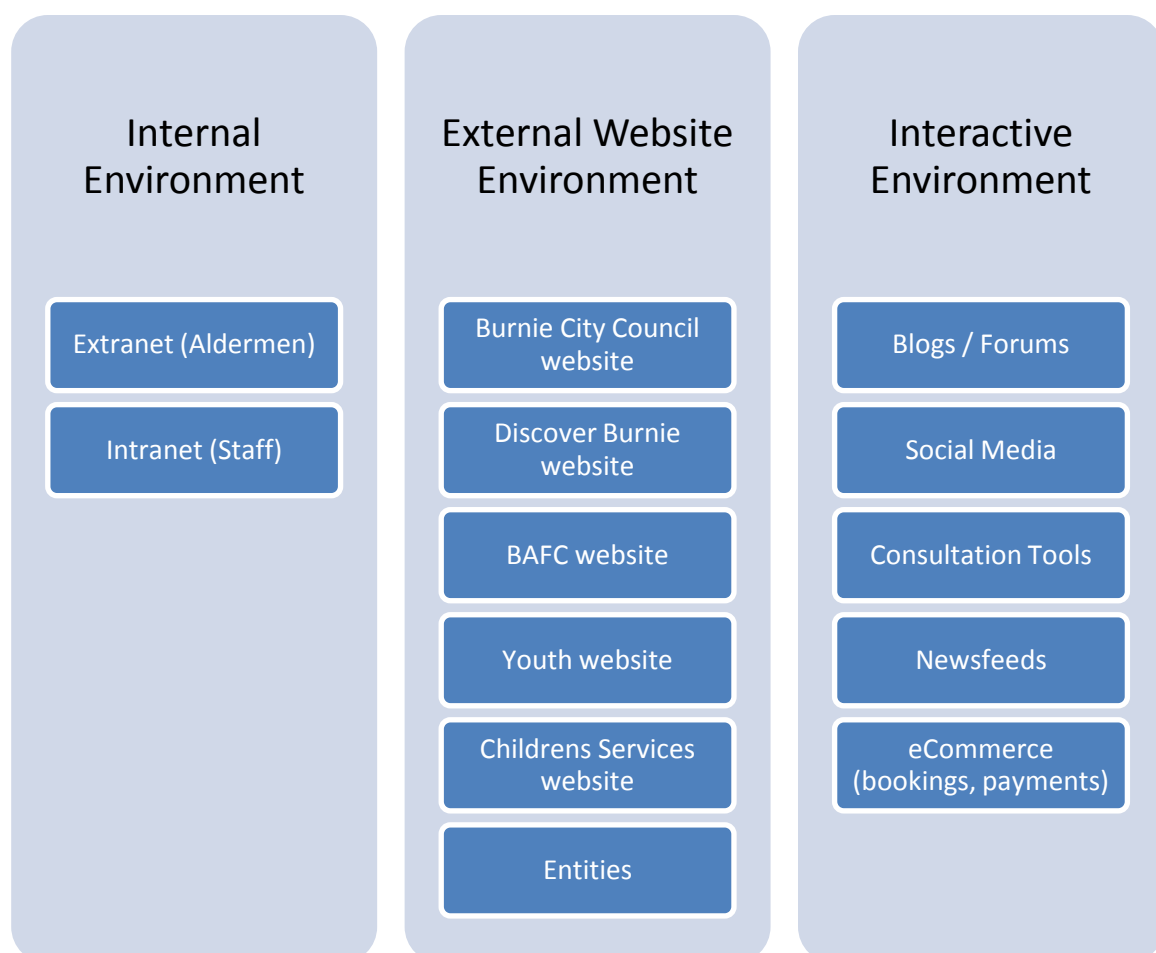 Internal
Environment
Extranet (Aldermen)
Intranet (Staff)
External Website
Environment
Burnie City Council
website
Discover Burnie
website
BAFC website
Youth website
Childrens Services
website
Entities
Interactive
Environment
Blogs / Forums
Social Media
Consultation Tools
Newsfeeds
eCommerce
(bookings, payments)